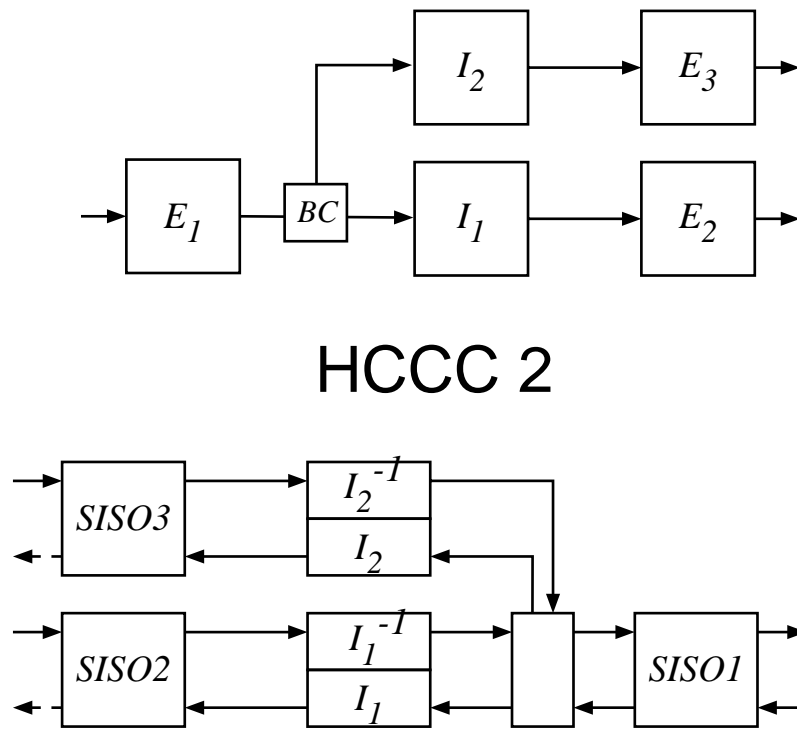 I₂ E₃
E₁ BC I₁ E₂
HCCC 2
SISO3 I₂⁻¹
I₂
SISO2 I₁⁻¹ SISO1
I₁